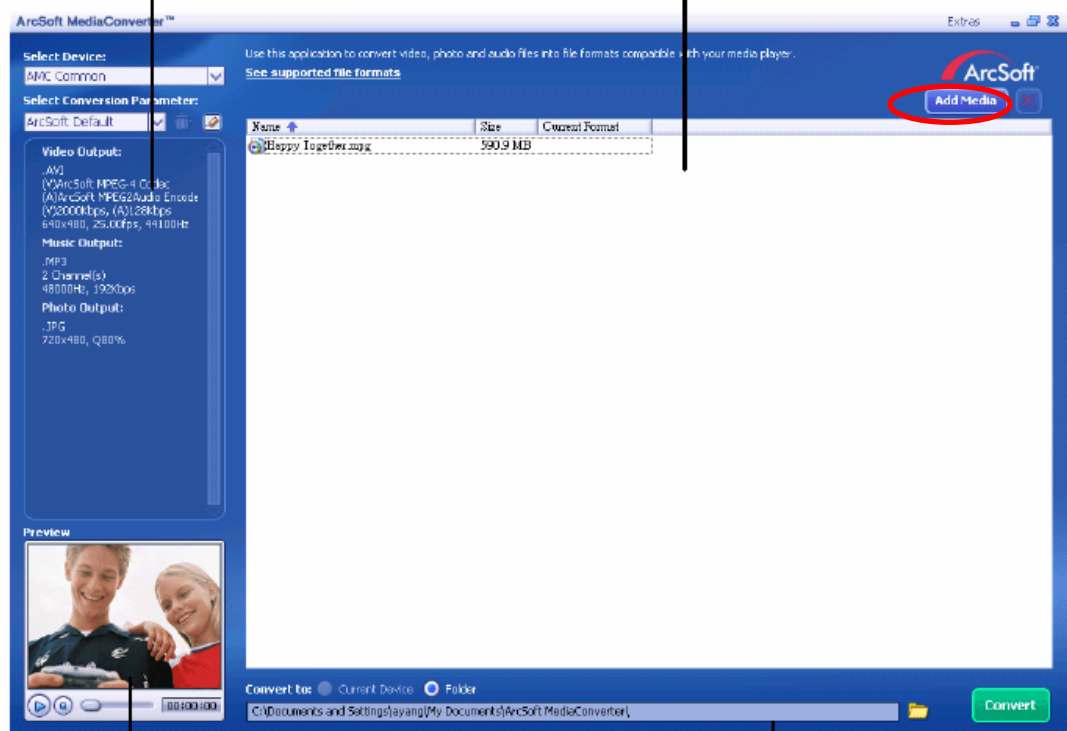 ArcSoft MediaConverter™
Extras
Select Device:
AMC Common
Select Conversion Parameter:
ArcSoft Default
Use this application to convert video, photo and audio files into file formats compatible with your media player.
See supported file formats
ArcSoft
Add Media
Name Size Current Format
Happy Together.mpg 590.9 MB
Video Output:
.AVI
(V)ArcSoft MPEG-4 Codec
(A)ArcSoft MPEG2Audio Encode
(V)2000kbps, (A)128kbps
640x480, 25.00fps, 44100Hz
Music Output:
.MP3
2 Channel(s)
48000Hz, 192Kbps
Photo Output:
.JPG
720x480, Q80%
Preview
00:00:00
Convert to: Current Device Folder
C:\Documents and Settings\ayang\My Documents\ArcSoft MediaConverter\
Convert